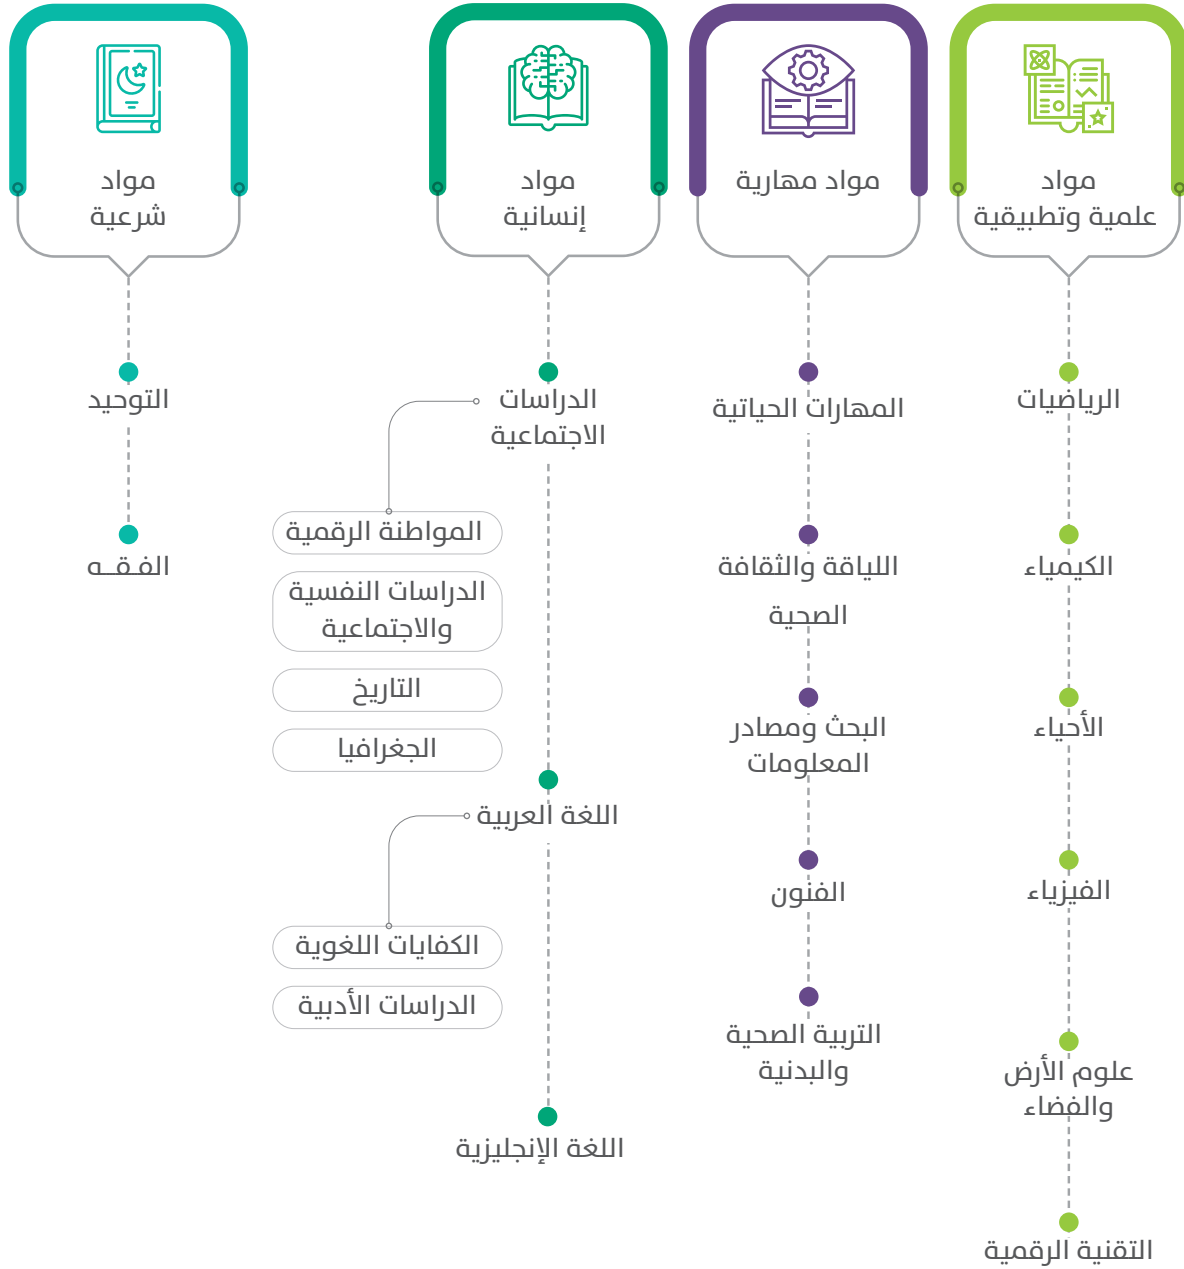 مواد
علمية وتطبيقية
الرياضيات
الكيمياء
الأحياء
الفيزياء
علوم الأرض
والفضاء
التقنية الرقمية
مواد مهارية
المهارات الحياتية
اللياقة والثقافة
الصحية
البحث ومصادر
المعلومات
الفنون
التربية الصحية
والبدنية
مواد
إنسانية
الدراسات
الاجتماعية
المواطنة الرقمية
الدراسات النفسية
والاجتماعية
التاريخ
الجغرافيا
اللغة العربية
الكفايات اللغوية
الدراسات الأدبية
اللغة الإنجليزية
مواد
شرعية
التوحيد
الفـقــه